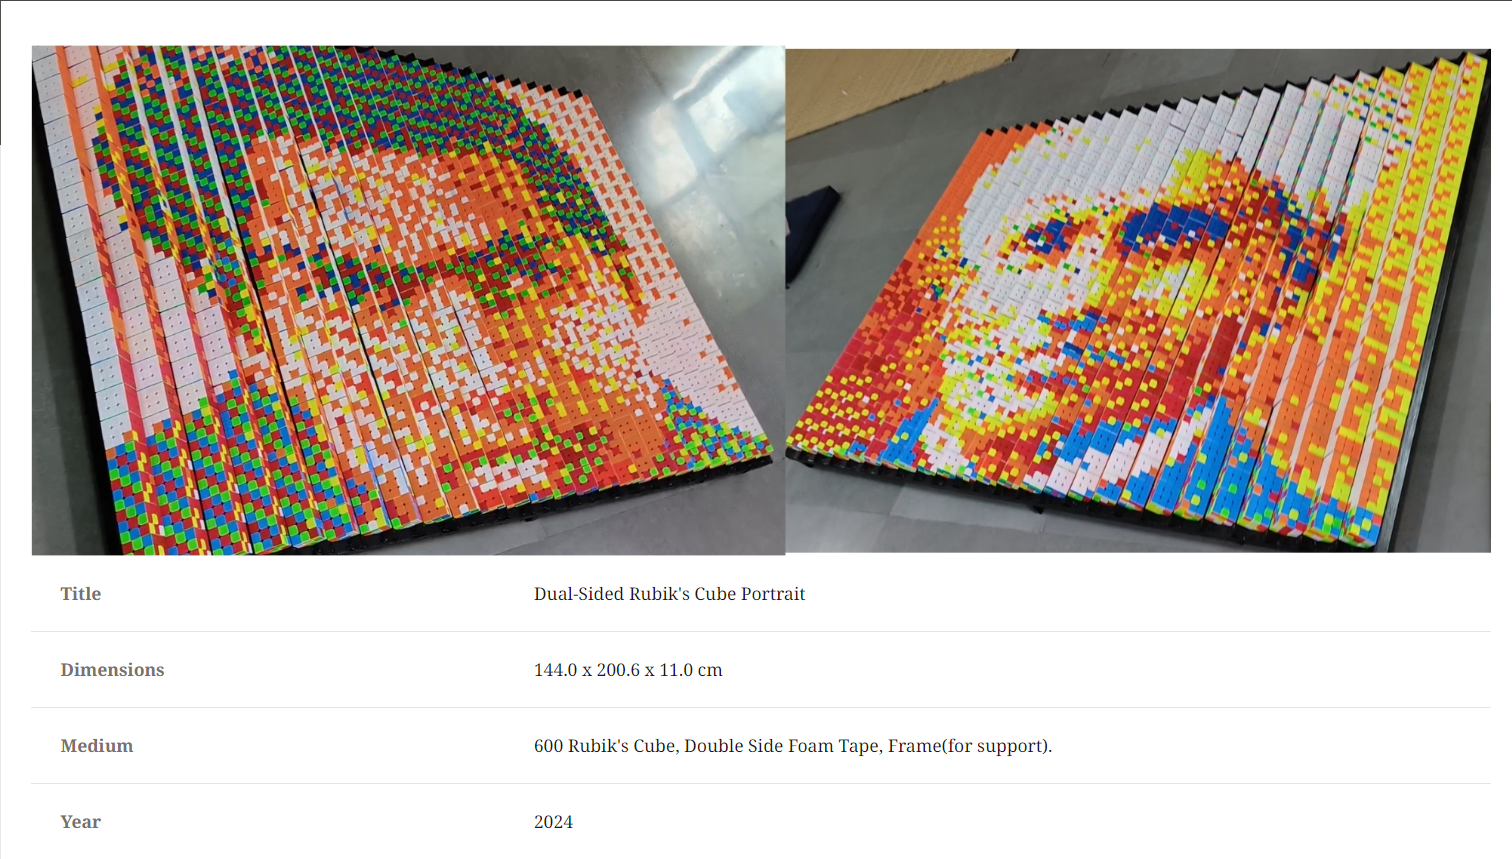 Title
Dual-Sided Rubik's Cube Portrait
Dimensions
144.0 x 200.6 x 11.0 cm
Medium
600 Rubik's Cube, Double Side Foam Tape, Frame(for support).
Year
2024